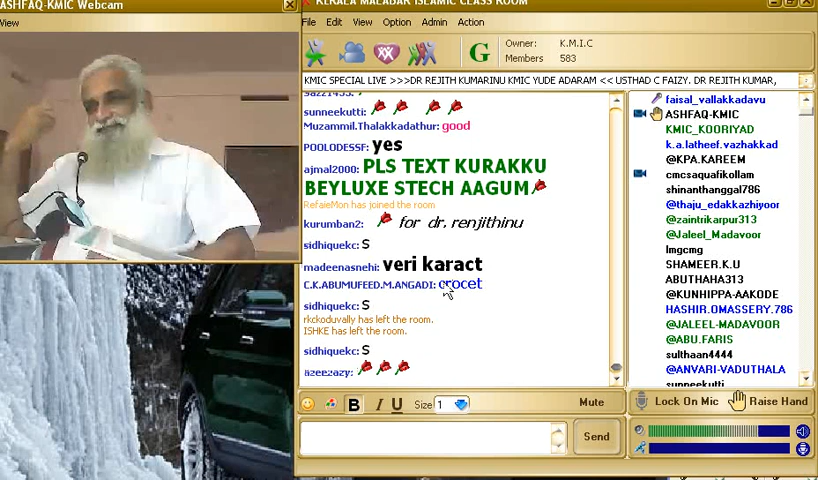 ASHFAQ-KMIC Webcam
View
KERALA MALABAR ISLAMIC CLASS ROOM
File Edit View Option Admin Action
G
Owner: K.M.I.C
Members 583
KMIC SPECIAL LIVE >>>DR REJITH KUMARINU KMIC YUDE ADARAM << USTHAD C FAIZY. DR REJITH KUMAR,
sunneekutti:
Muzammil.Thalakkadathur: good
POOLODESSF: yes
ajmal2000: PLS TEXT KURAKKU
BEYLUXE STECH AAGUM
RefaieMon has joined the room
kurumban2: for dr. renjithinu
sidhiquekc: S
madeenasnehi: veri karact
C.K.ABUMUFEED.M.ANGADI: crocet
sidhiquekc: S
rkckoduvally has left the room.
ISHKE has left the room.
sidhiquekc: S
azeezazy:
faisal_vallakkadavu
ASHFAQ-KMIC
KMIC_KOORIYAD
k.a.latheef.vazhakkad
@KPA.KAREEM
cmcsaquafikollam
shinanthanggal786
@thaju_edakkazhiyoor
@zaintrikarpur313
@Jaleel_Madavoor
lmgcmg
SHAMEER.K.U
ABUTHAHA313
@KUNHIPPA-AAKODE
HASHIR.OMASSERY.786
@JALEEL-MADAVOOR
@ABU.FARIS
sulthaan4444
@ANVARI-VADUTHALA
sunneekutti
B I U Size 1 Mute
Lock On Mic Raise Hand
Send